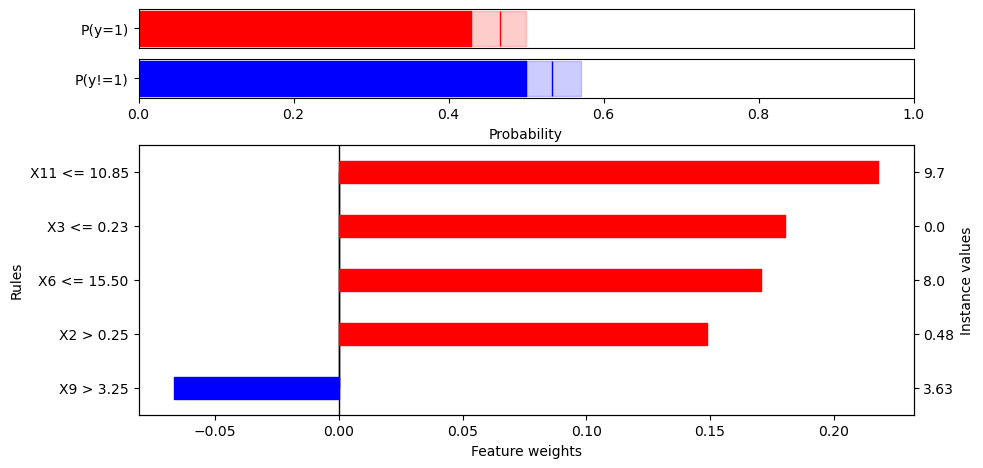 P(y=1)
P(y!=1)
0.0 0.2 0.4 0.6 0.8 1.0
Probability
X11 <= 10.85 9.7
X3 <= 0.23 0.0
X6 <= 15.50 8.0
X2 > 0.25 0.48
X9 > 3.25 3.63
Rules
Instance values
−0.05 0.00 0.05 0.10 0.15 0.20
Feature weights